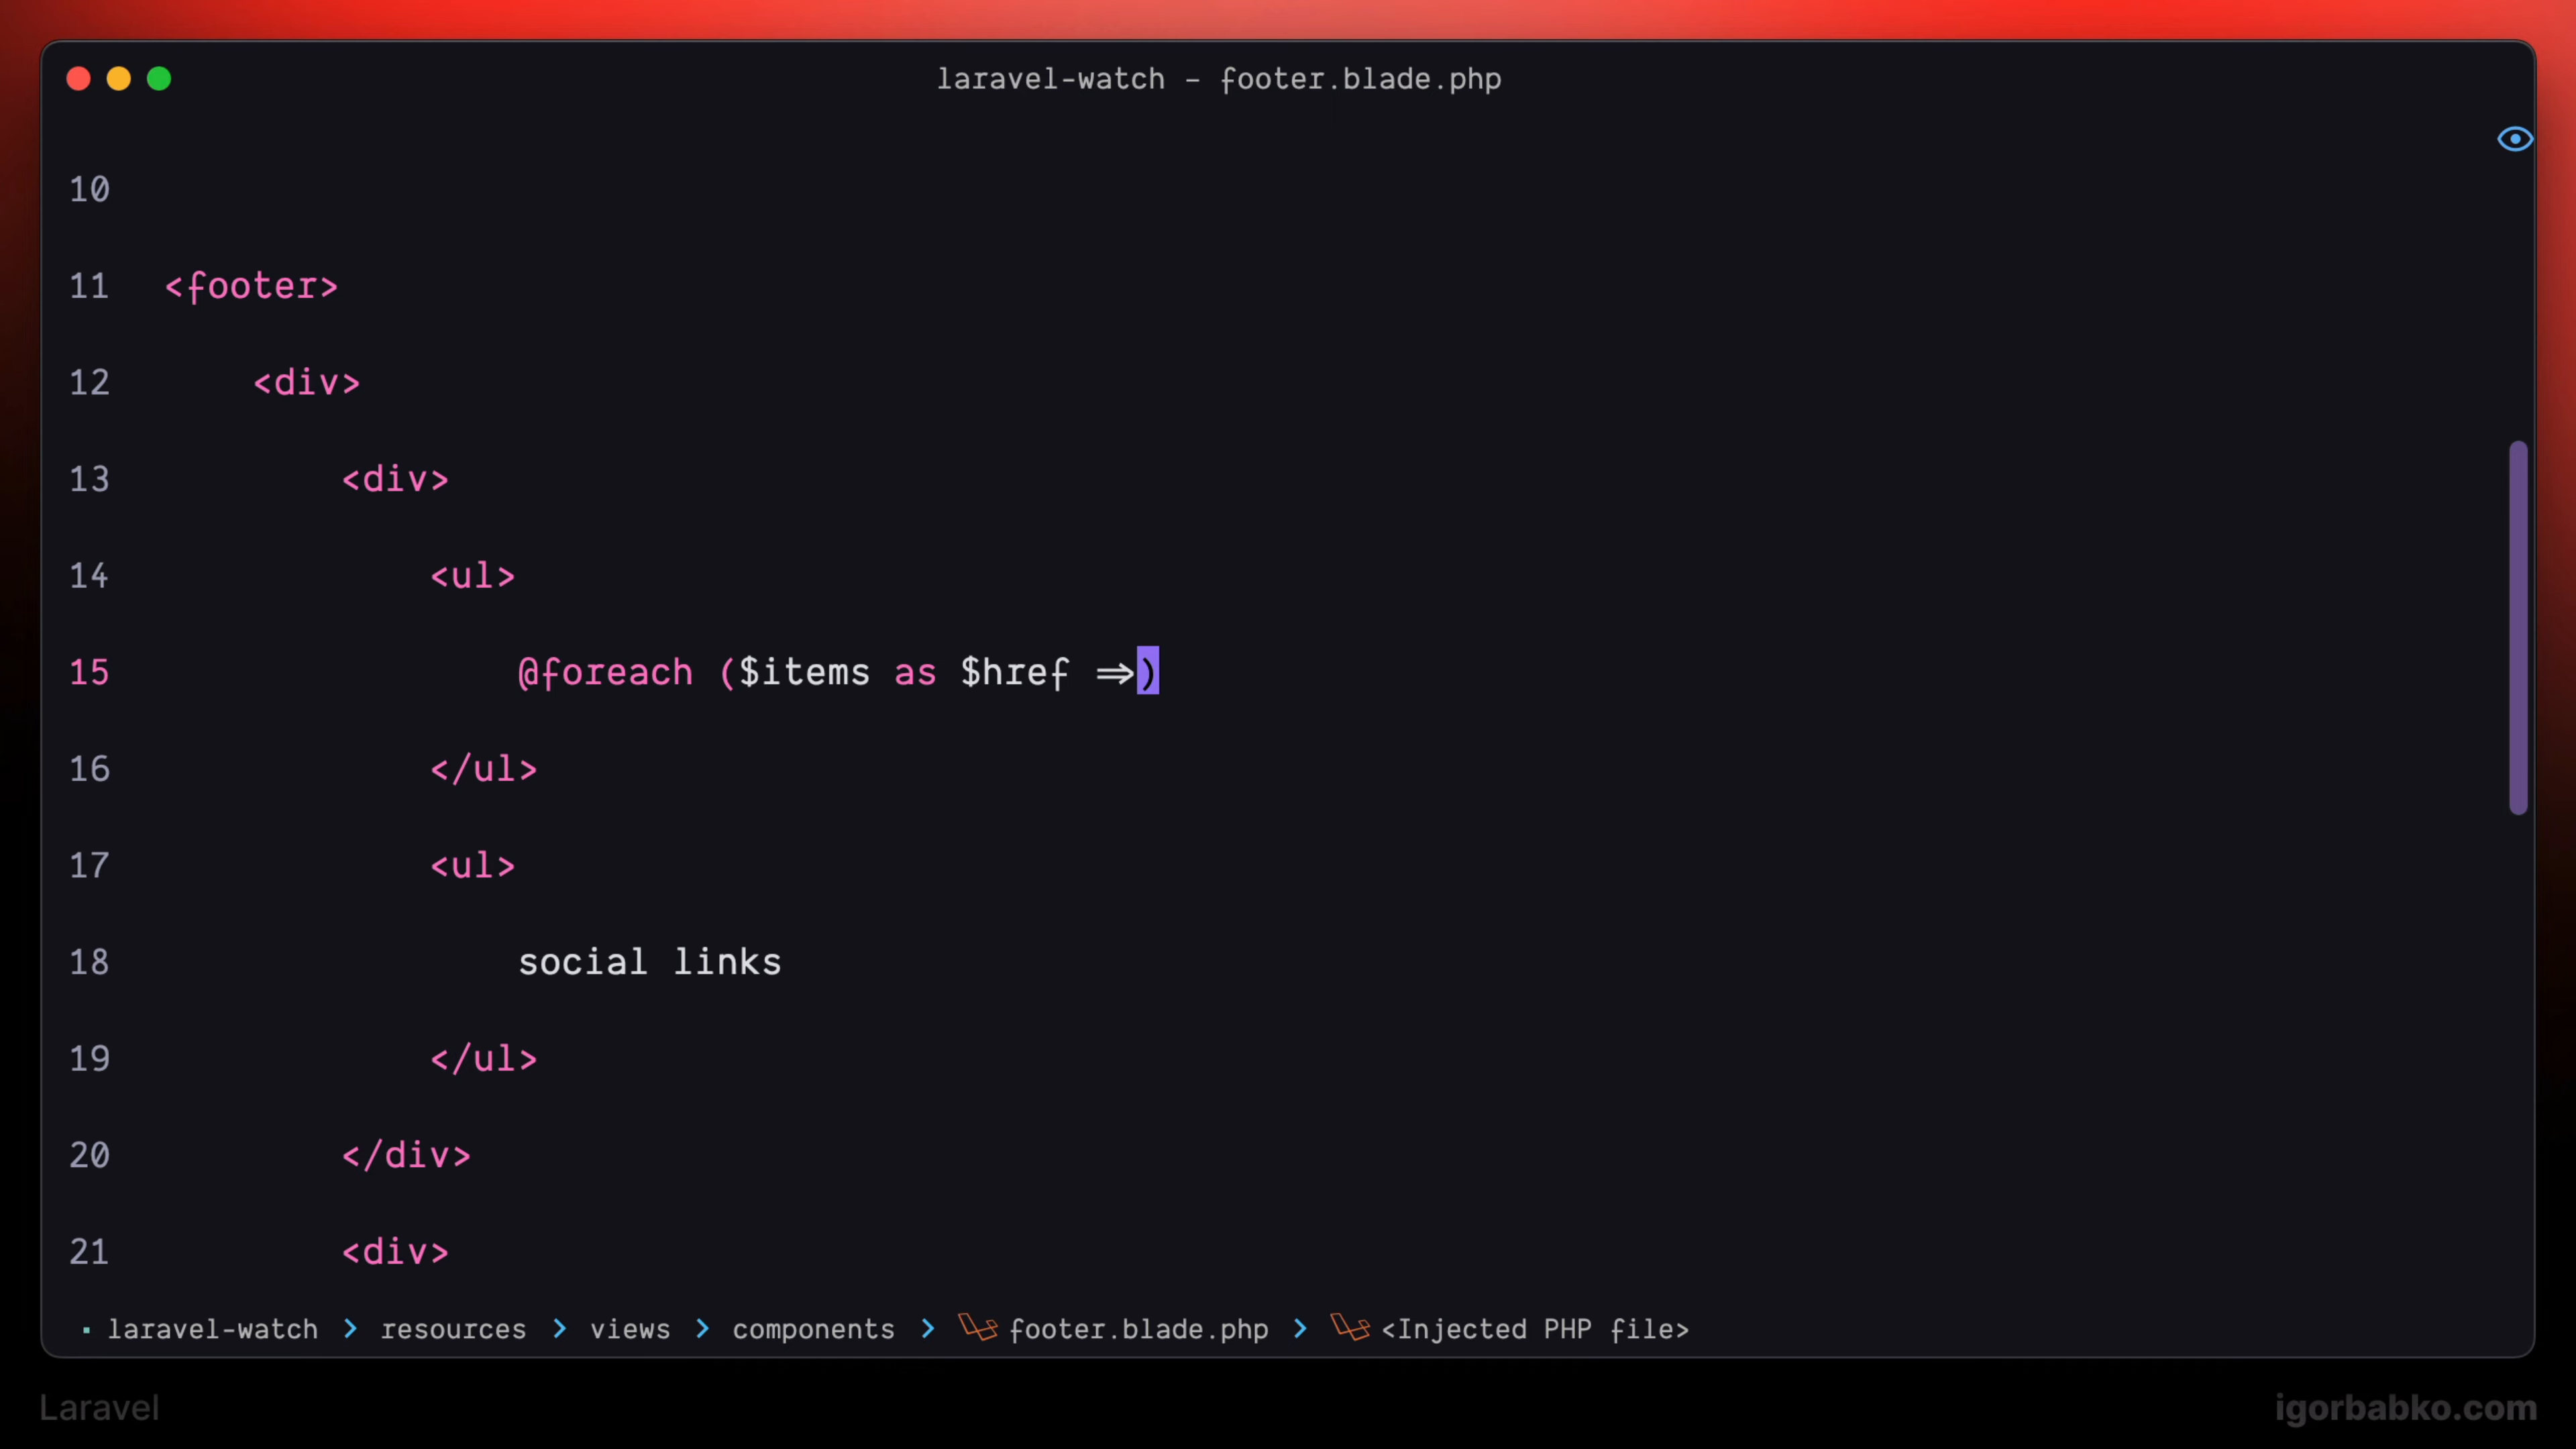 laravel-watch – footer.blade.php
10
11 <footer>
12 <div>
13 <div>
14 <ul>
15 @foreach ($items as $href =>)
16 </ul>
17 <ul>
18 social links
19 </ul>
20 </div>
21 <div>
laravel-watch > resources > views > components > footer.blade.php > <Injected PHP file>
Laravel
igorbabko.com